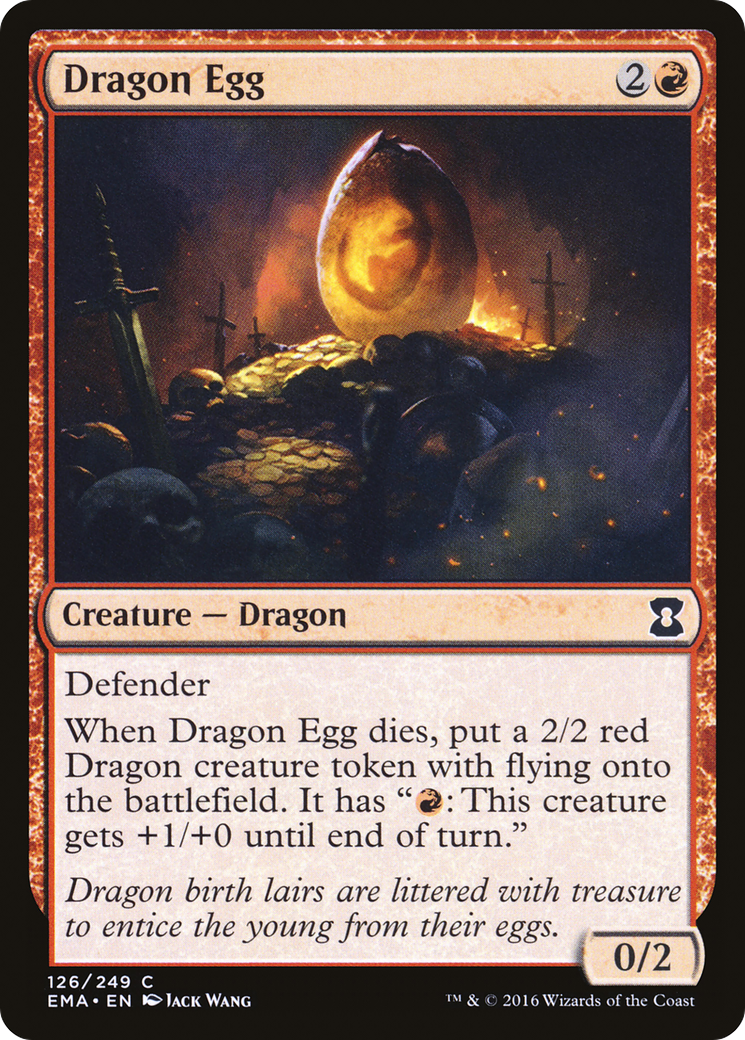 Dragon Egg 2
Creature — Dragon
Defender
When Dragon Egg dies, put a 2/2 red
Dragon creature token with flying onto
the battlefield. It has “: This creature
gets +1/+0 until end of turn.”
Dragon birth lairs are littered with treasure
to entice the young from their eggs.
0/2
126/249 C
EMA • EN Jack Wang
™ & © 2016 Wizards of the Coast